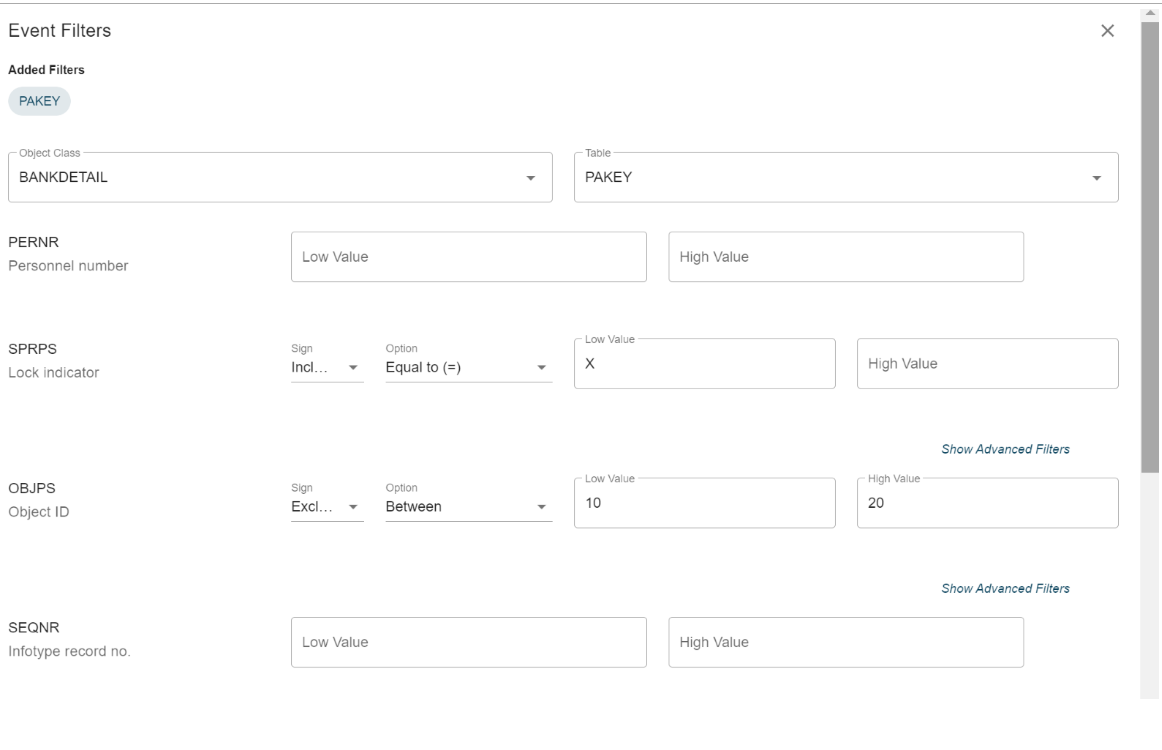 Event Filters
Added Filters
PAKEY
Object Class
BANKDETAIL
Table
PAKEY
PERNR
Personnel number
Low Value
High Value
SPRPS
Lock indicator
Sign
Incl...
Option
Equal to (=)
Low Value
X
High Value
Show Advanced Filters
OBJPS
Object ID
Sign
Excl...
Option
Between
Low Value
10
High Value
20
Show Advanced Filters
SEQNR
Infotype record no.
Low Value
High Value